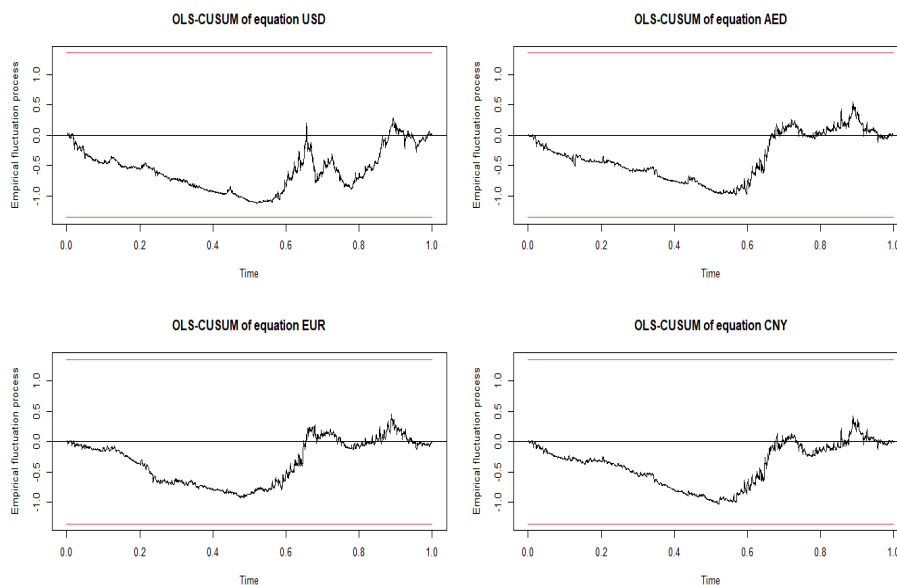 OLS-CUSUM of equation USD
Empirical fluctuation process
1.0
0.5
0.0
-0.5
-1.0
0.0 0.2 0.4 0.6 0.8 1.0
Time
OLS-CUSUM of equation AED
Empirical fluctuation process
1.0
0.5
0.0
-0.5
-1.0
0.0 0.2 0.4 0.6 0.8 1.0
Time
OLS-CUSUM of equation EUR
Empirical fluctuation process
1.0
0.5
0.0
-0.5
-1.0
0.0 0.2 0.4 0.6 0.8 1.0
Time
OLS-CUSUM of equation CNY
Empirical fluctuation process
1.0
0.5
0.0
-0.5
-1.0
0.0 0.2 0.4 0.6 0.8 1.0
Time